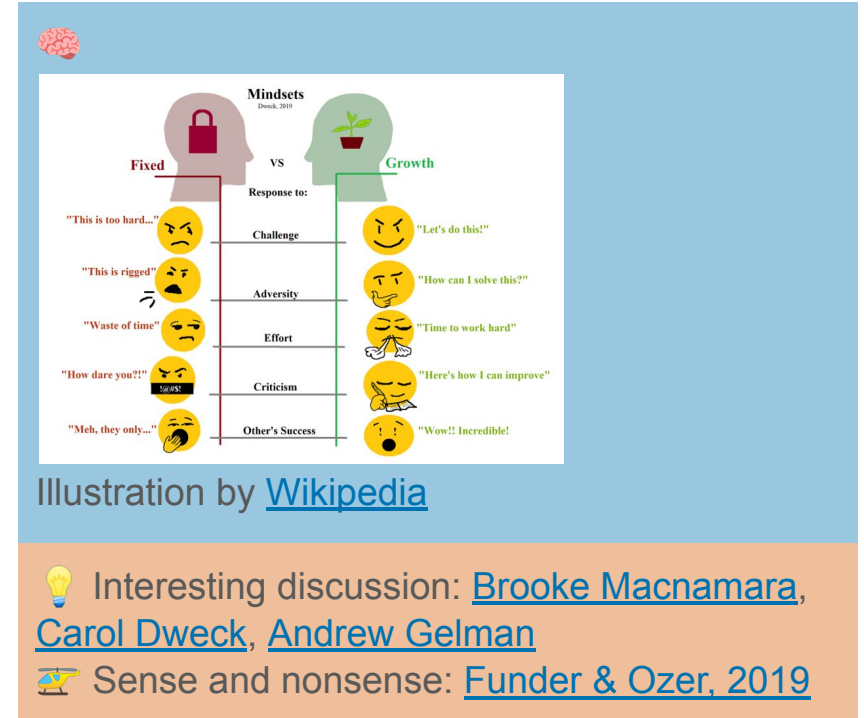 Mindsets
Dweck, 2019
Fixed
VS
Growth
Response to:
"This is too hard..."
Challenge
"Let's do this!"
"This is rigged"
Adversity
"How can I solve this?"
"Waste of time"
Effort
"Time to work hard"
"How dare you?!"
!@#$!
Criticism
"Here's how I can improve"
"Meh, they only..."
Other's Success
"Wow!! Incredible!
Illustration by Wikipedia
Interesting discussion: Brooke Macnamara,
Carol Dweck, Andrew Gelman
Sense and nonsense: Funder & Ozer, 2019